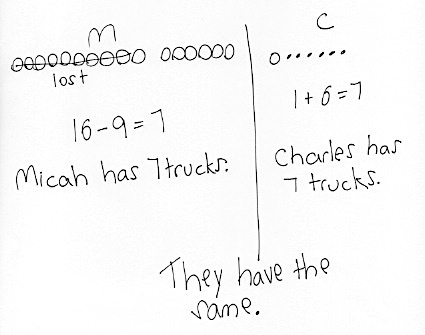 M
lost
16-9=7
Micah has 7 trucks.
C
1+6=7
Charles has
7 trucks.
They have the
same.